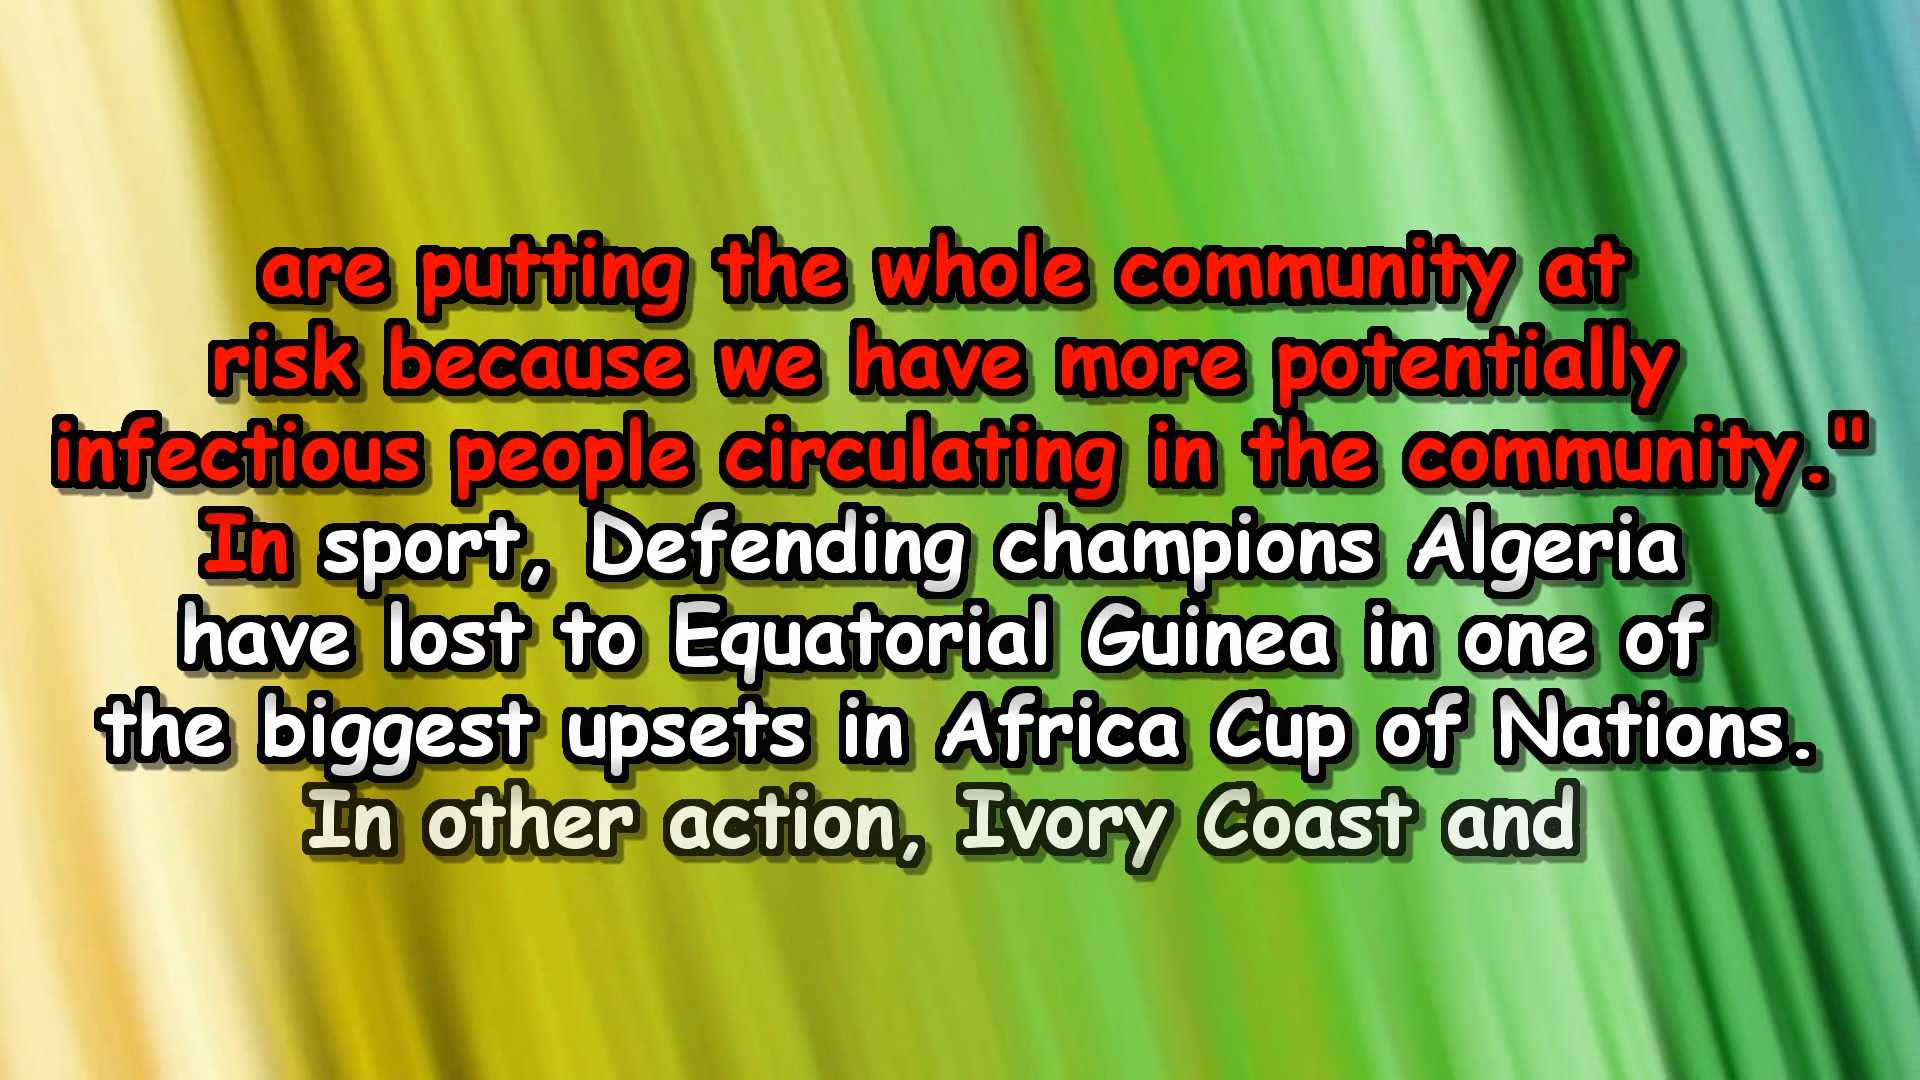 are putting the whole community at
risk because we have more potentially
infectious people circulating in the community."
In sport, Defending champions Algeria
have lost to Equatorial Guinea in one of
the biggest upsets in Africa Cup of Nations.
In other action, Ivory Coast and